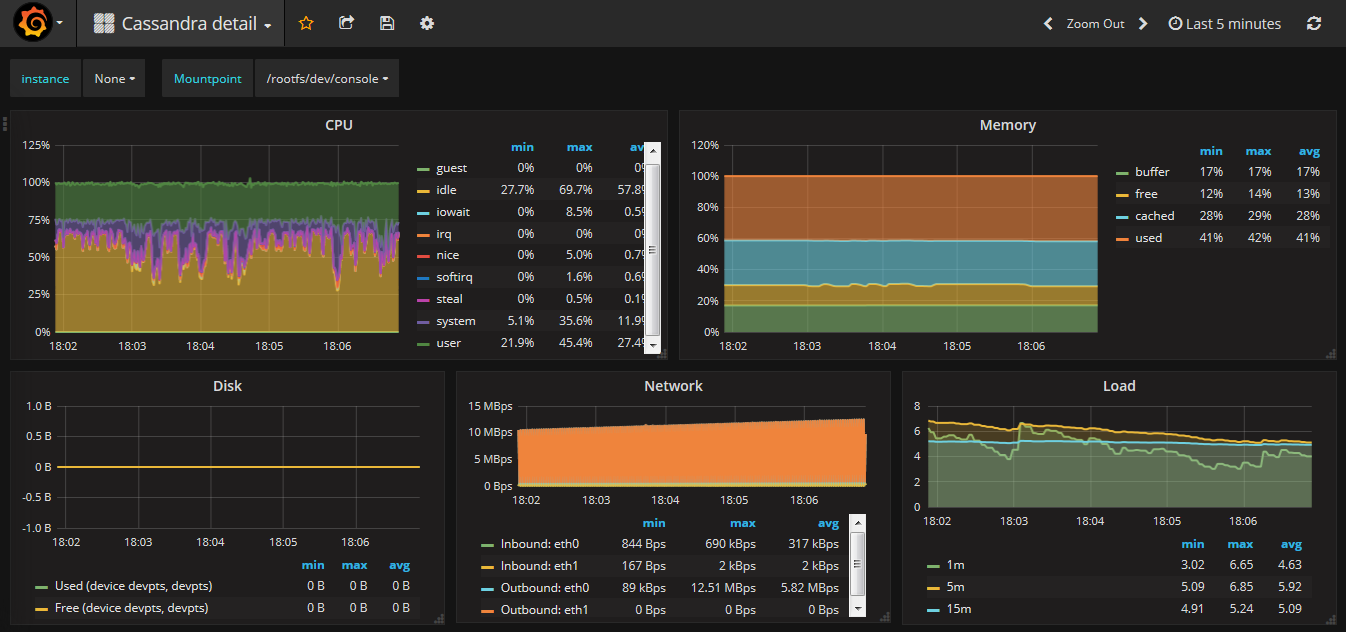 Cassandra detail
Zoom Out
Last 5 minutes
instance
None
Mountpoint
/rootfs/dev/console
CPU
125%
100%
75%
50%
25%
0%
18:02 18:03 18:04 18:05 18:06
min max av
guest 0% 0% 0%
idle 27.7% 69.7% 57.8%
iowait 0% 8.5% 0.5%
irq 0% 0% 0%
nice 0% 5.0% 0.7%
softirq 0% 1.6% 0.6%
steal 0% 0.5% 0.1%
system 5.1% 35.6% 11.9%
user 21.9% 45.4% 27.4%
Memory
120%
100%
80%
60%
40%
20%
0%
18:02 18:03 18:04 18:05 18:06
min max avg
buffer 17% 17% 17%
free 12% 14% 13%
cached 28% 29% 28%
used 41% 42% 41%
Disk
1.0 B
0.5 B
0 B
-0.5 B
-1.0 B
18:02 18:03 18:04 18:05 18:06
min max avg
Used (device devpts, devpts) 0 B 0 B 0 B
Free (device devpts, devpts) 0 B 0 B 0 B
Network
15 MBps
10 MBps
5 MBps
0 Bps
18:02 18:03 18:04 18:05 18:06
min max avg
Inbound: eth0 844 Bps 690 kBps 317 kBps
Inbound: eth1 167 Bps 2 kBps 2 kBps
Outbound: eth0 89 kBps 12.51 MBps 5.82 MBps
Outbound: eth1 0 Bps 0 Bps 0 Bps
Load
8
6
4
2
0
18:02 18:03 18:04 18:05 18:06
min max avg
1m 3.02 6.65 4.63
5m 5.09 6.85 5.92
15m 4.91 5.24 5.09